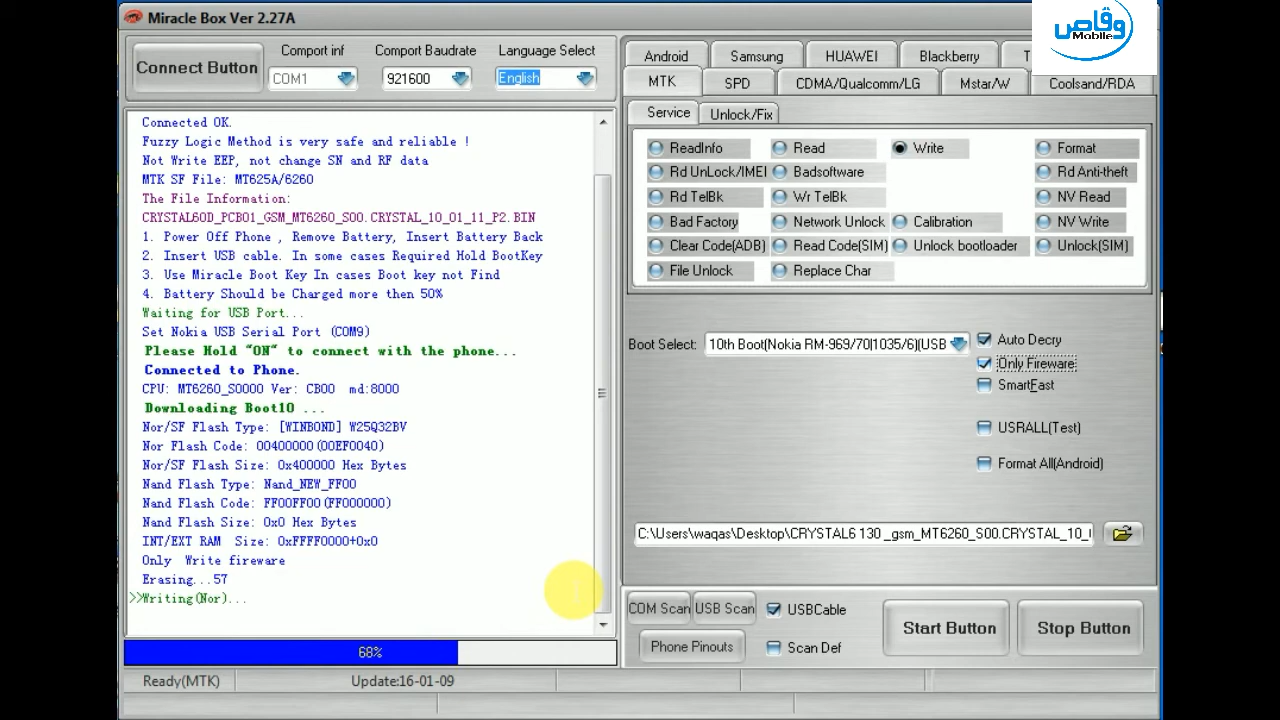 Miracle Box Ver 2.27A
وقاص
Mobile
Connect Button
Comport inf
Comport Baudrate
Language Select
COM1
921600
English
Connected OK.
Fuzzy Logic Method is very safe and reliable !
Not Write EEP, not change SN and RF data
MTK SF File: MT625A/6260
The File Information:
CRYSTAL60D_PCB01_GSM_MT6260_S00.CRYSTAL_10_01_11_P2.BIN
1. Power Off Phone , Remove Battery, Insert Battery Back
2. Insert USB cable. In some cases Required Hold BootKey
3. Use Miracle Boot Key In cases Boot key not Find
4. Battery Should be Charged more then 50%
Waiting for USB Port...
Set Nokia USB Serial Port (COM9)
Please Hold "ON" to connect with the phone...
Connected to Phone.
CPU: MT6260_S0000 Ver: CB00 md:8000
Downloading Boot10 ...
Nor/SF Flash Type: [WINBOND] W25Q32BV
Nor Flash Code: 00400000(00EF0040)
Nor/SF Flash Size: 0x400000 Hex Bytes
Nand Flash Type: Nand_NEW_FF00
Nand Flash Code: FF00FF00(FF000000)
Nand Flash Size: 0x0 Hex Bytes
INT/EXT RAM Size: 0xFFFF0000+0x0
Only Write fireware
Erasing...57
>>Writing(Nor)...
68%
Ready(MTK)
Update:16-01-09
Android Samsung HUAWEI Blackberry T
MTK SPD CDMA/Qualcomm/LG Mstar/W Coolsand/RDA
Service Unlock/Fix
ReadInfo Read Write Format
Rd UnLock/IMEI Badsoftware Rd Anti-theft
Rd TelBk Wr TelBk NV Read
Bad Factory Network Unlock Calibration NV Write
Clear Code(ADB) Read Code(SIM) Unlock bootloader Unlock(SIM)
File Unlock Replace Char
Boot Select: 10th Boot(Nokia RM-969/70|1035/6)(USB
Auto Decry
Only Fireware
SmartFast
USRALL(Test)
Format All(Android)
C:\Users\waqas\Desktop\CRYSTAL6 130 _gsm_MT6260_S00.CRYSTAL_10_
COM Scan USB Scan USBCable
Phone Pinouts Scan Def
Start Button Stop Button